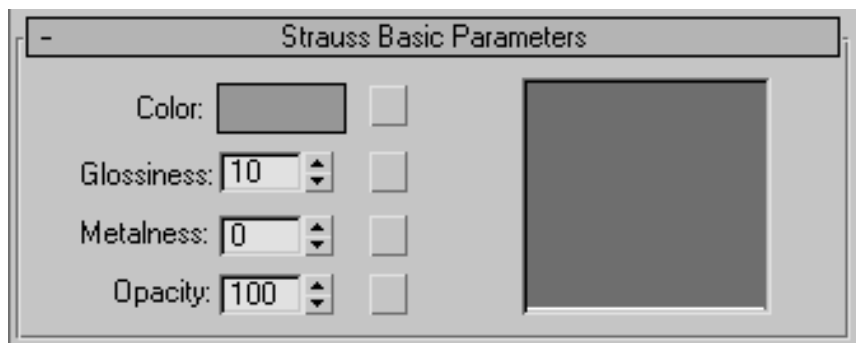 - Strauss Basic Parameters
Color:
Glossiness: 10
Metalness: 0
Opacity: 100